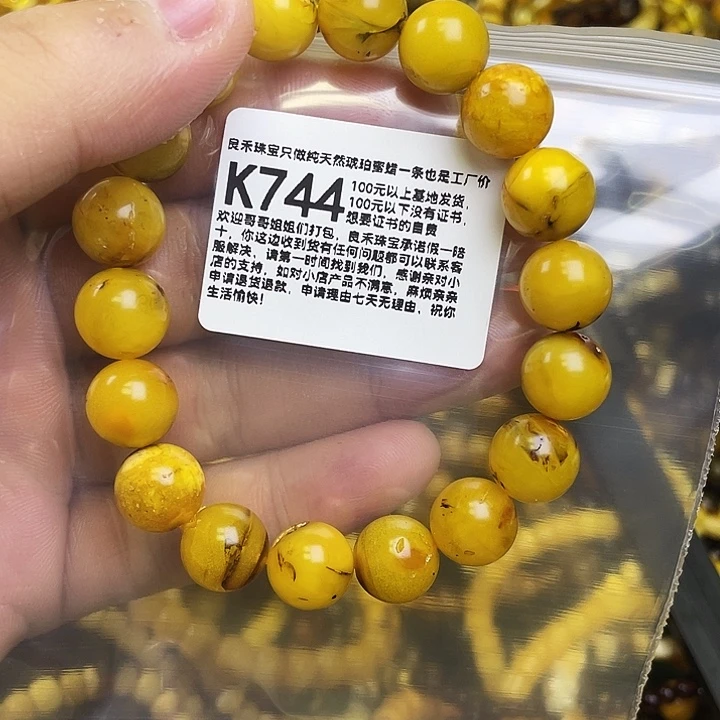 良禾珠宝只做纯天然琥珀蜜蜡一条也是工厂价
K744
100元以上基地发货，
100元以下没有证书，
想要证书的自费
欢迎哥哥姐姐们打包，良禾珠宝承诺假一赔
十，你这边收到货有任何问题都可以联系客
服解决，请第一时间找到我们，感谢亲对小
店的支持，如对小店产品不满意，麻烦亲亲
申请退货退款，申请理由七天无理由，祝你
生活愉快！